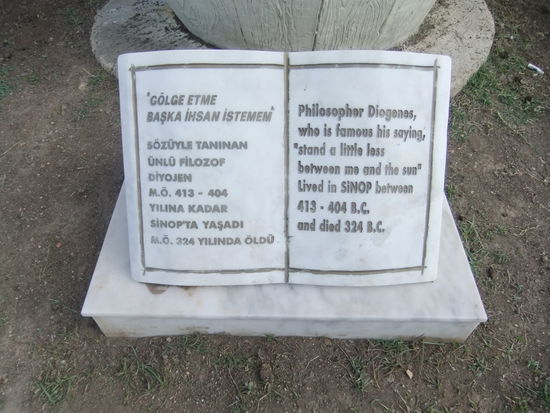 "GÖLGE ETME
BAŞKA İHSAN İSTEMEM"
SÖZÜYLE TANINAN
ÜNLÜ FİLOZOF
DİYOJEN
M.Ö. 413 - 404
YILINA KADAR
SİNOP'TA YAŞADI
M.Ö. 324 YILINDA ÖLDÜ
Philosopher Diogenes,
who is famous his saying,
"stand a little less
between me and the sun"
Lived in SİNOP between
413 - 404 B.C.
and died 324 B.C.